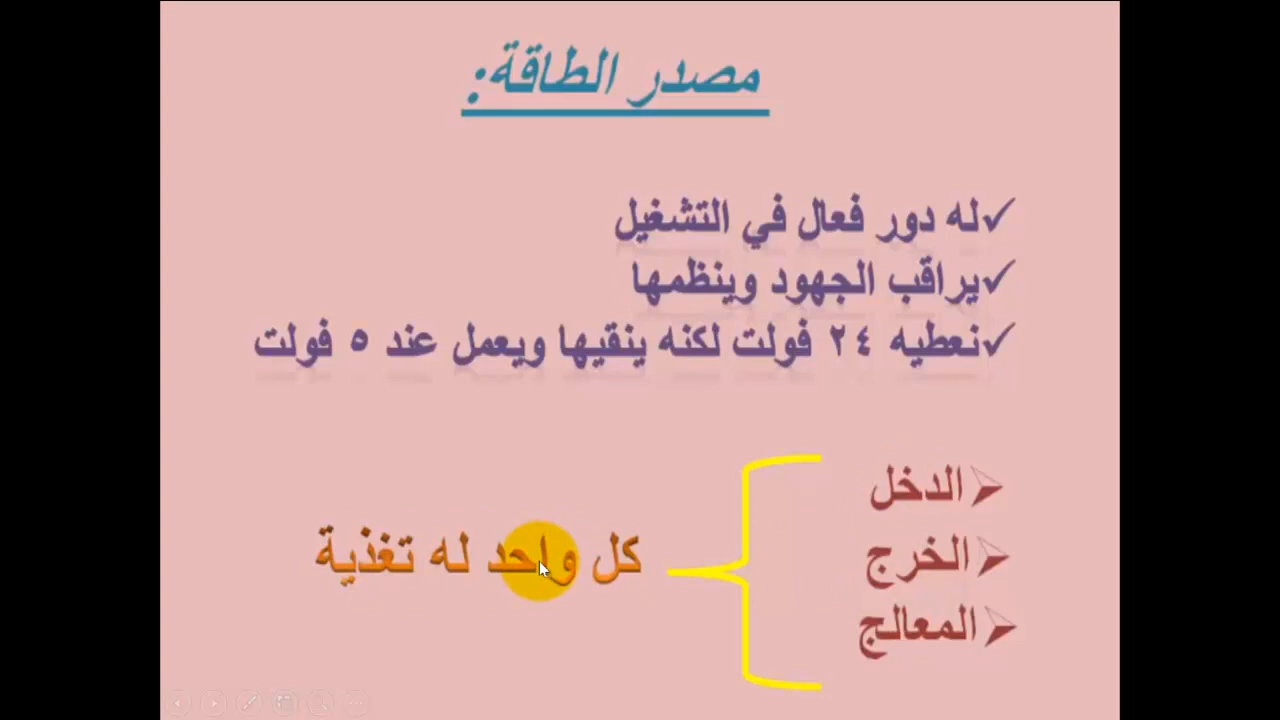 مصدر الطاقة:
له دور فعال في التشغيل
يراقب الجهود وينظمها
نعطيه ٢٤ فولت لكنه ينقيها ويعمل عند ٥ فولت
الدخل
الخرج
المعالج
كل واحد له تغذية